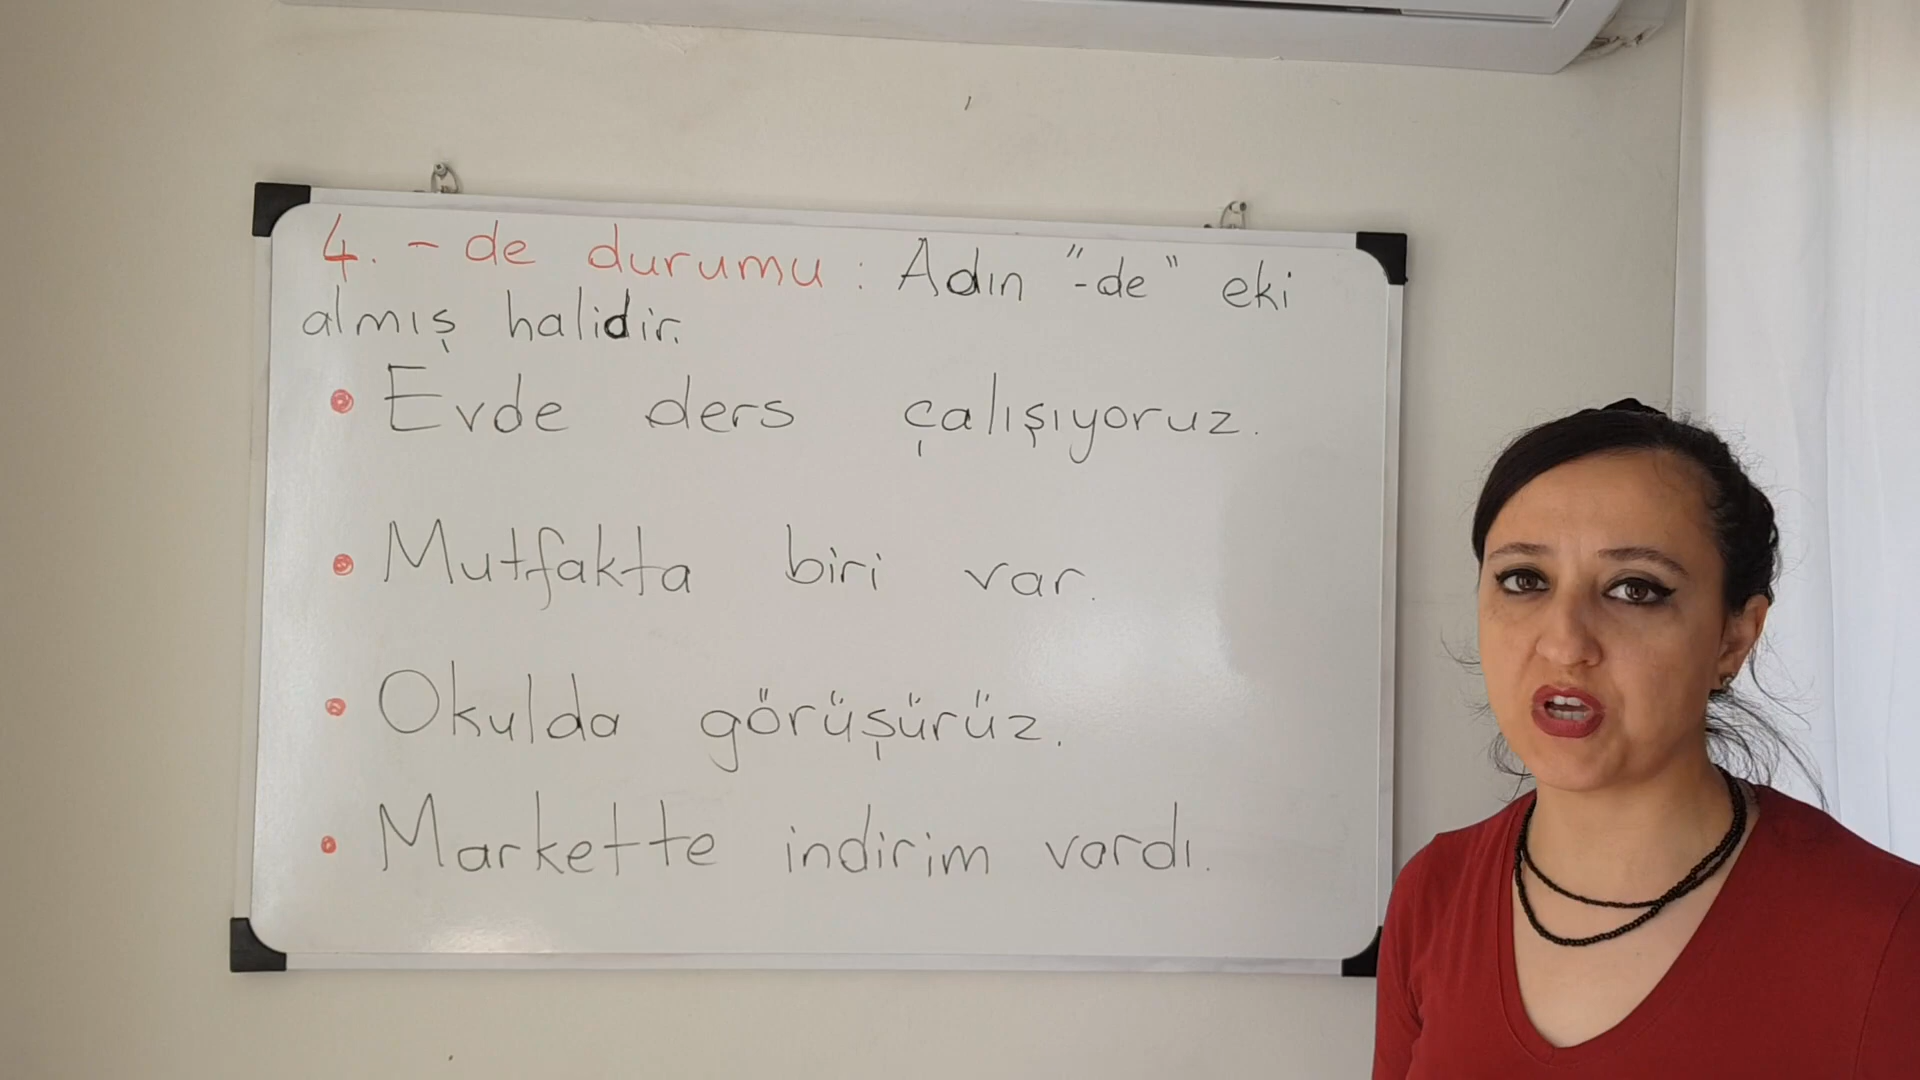 4. - de durumu : Adın "-de" eki
almış halidir.
• Evde ders çalışıyoruz.
• Mutfakta biri var.
• Okulda görüşürüz.
• Markette indirim vardı.